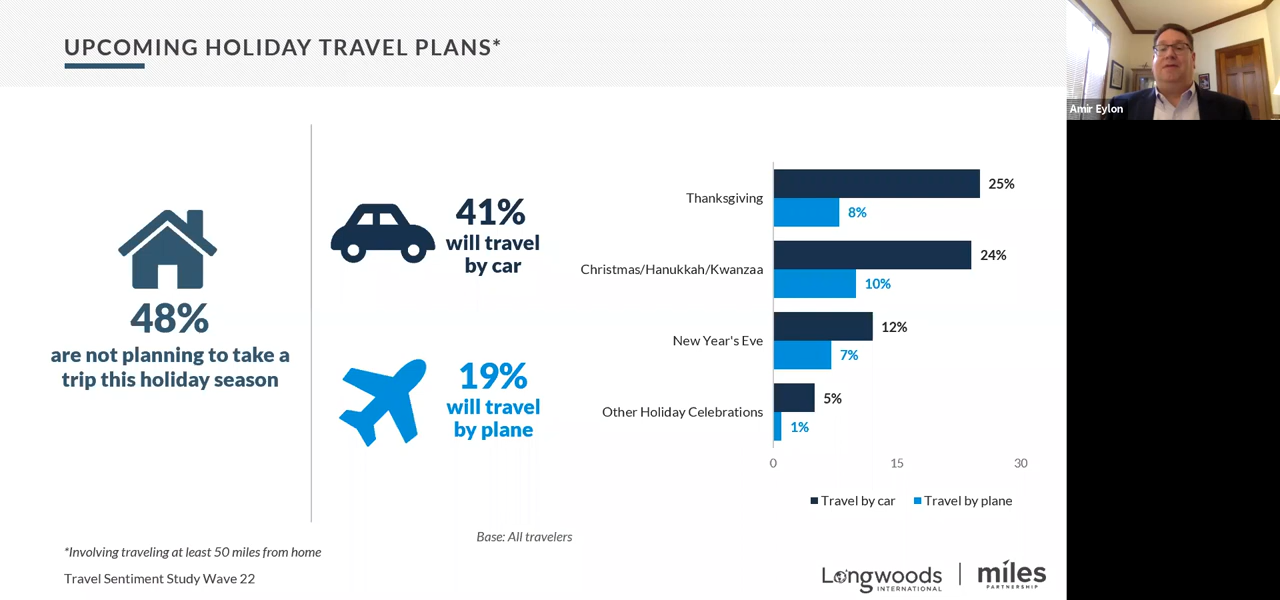 UPCOMING HOLIDAY TRAVEL PLANS*
Amir Eylon
48%
are not planning to take a
trip this holiday season
41%
will travel
by car
19%
will travel
by plane
Thanksgiving
25%
8%
Christmas/Hanukkah/Kwanzaa
24%
10%
New Year's Eve
12%
7%
Other Holiday Celebrations
5%
1%
0 15 30
Travel by car Travel by plane
Base: All travelers
*Involving traveling at least 50 miles from home
Travel Sentiment Study Wave 22
Longwoods
INTERNATIONAL
miles
PARTNERSHIP